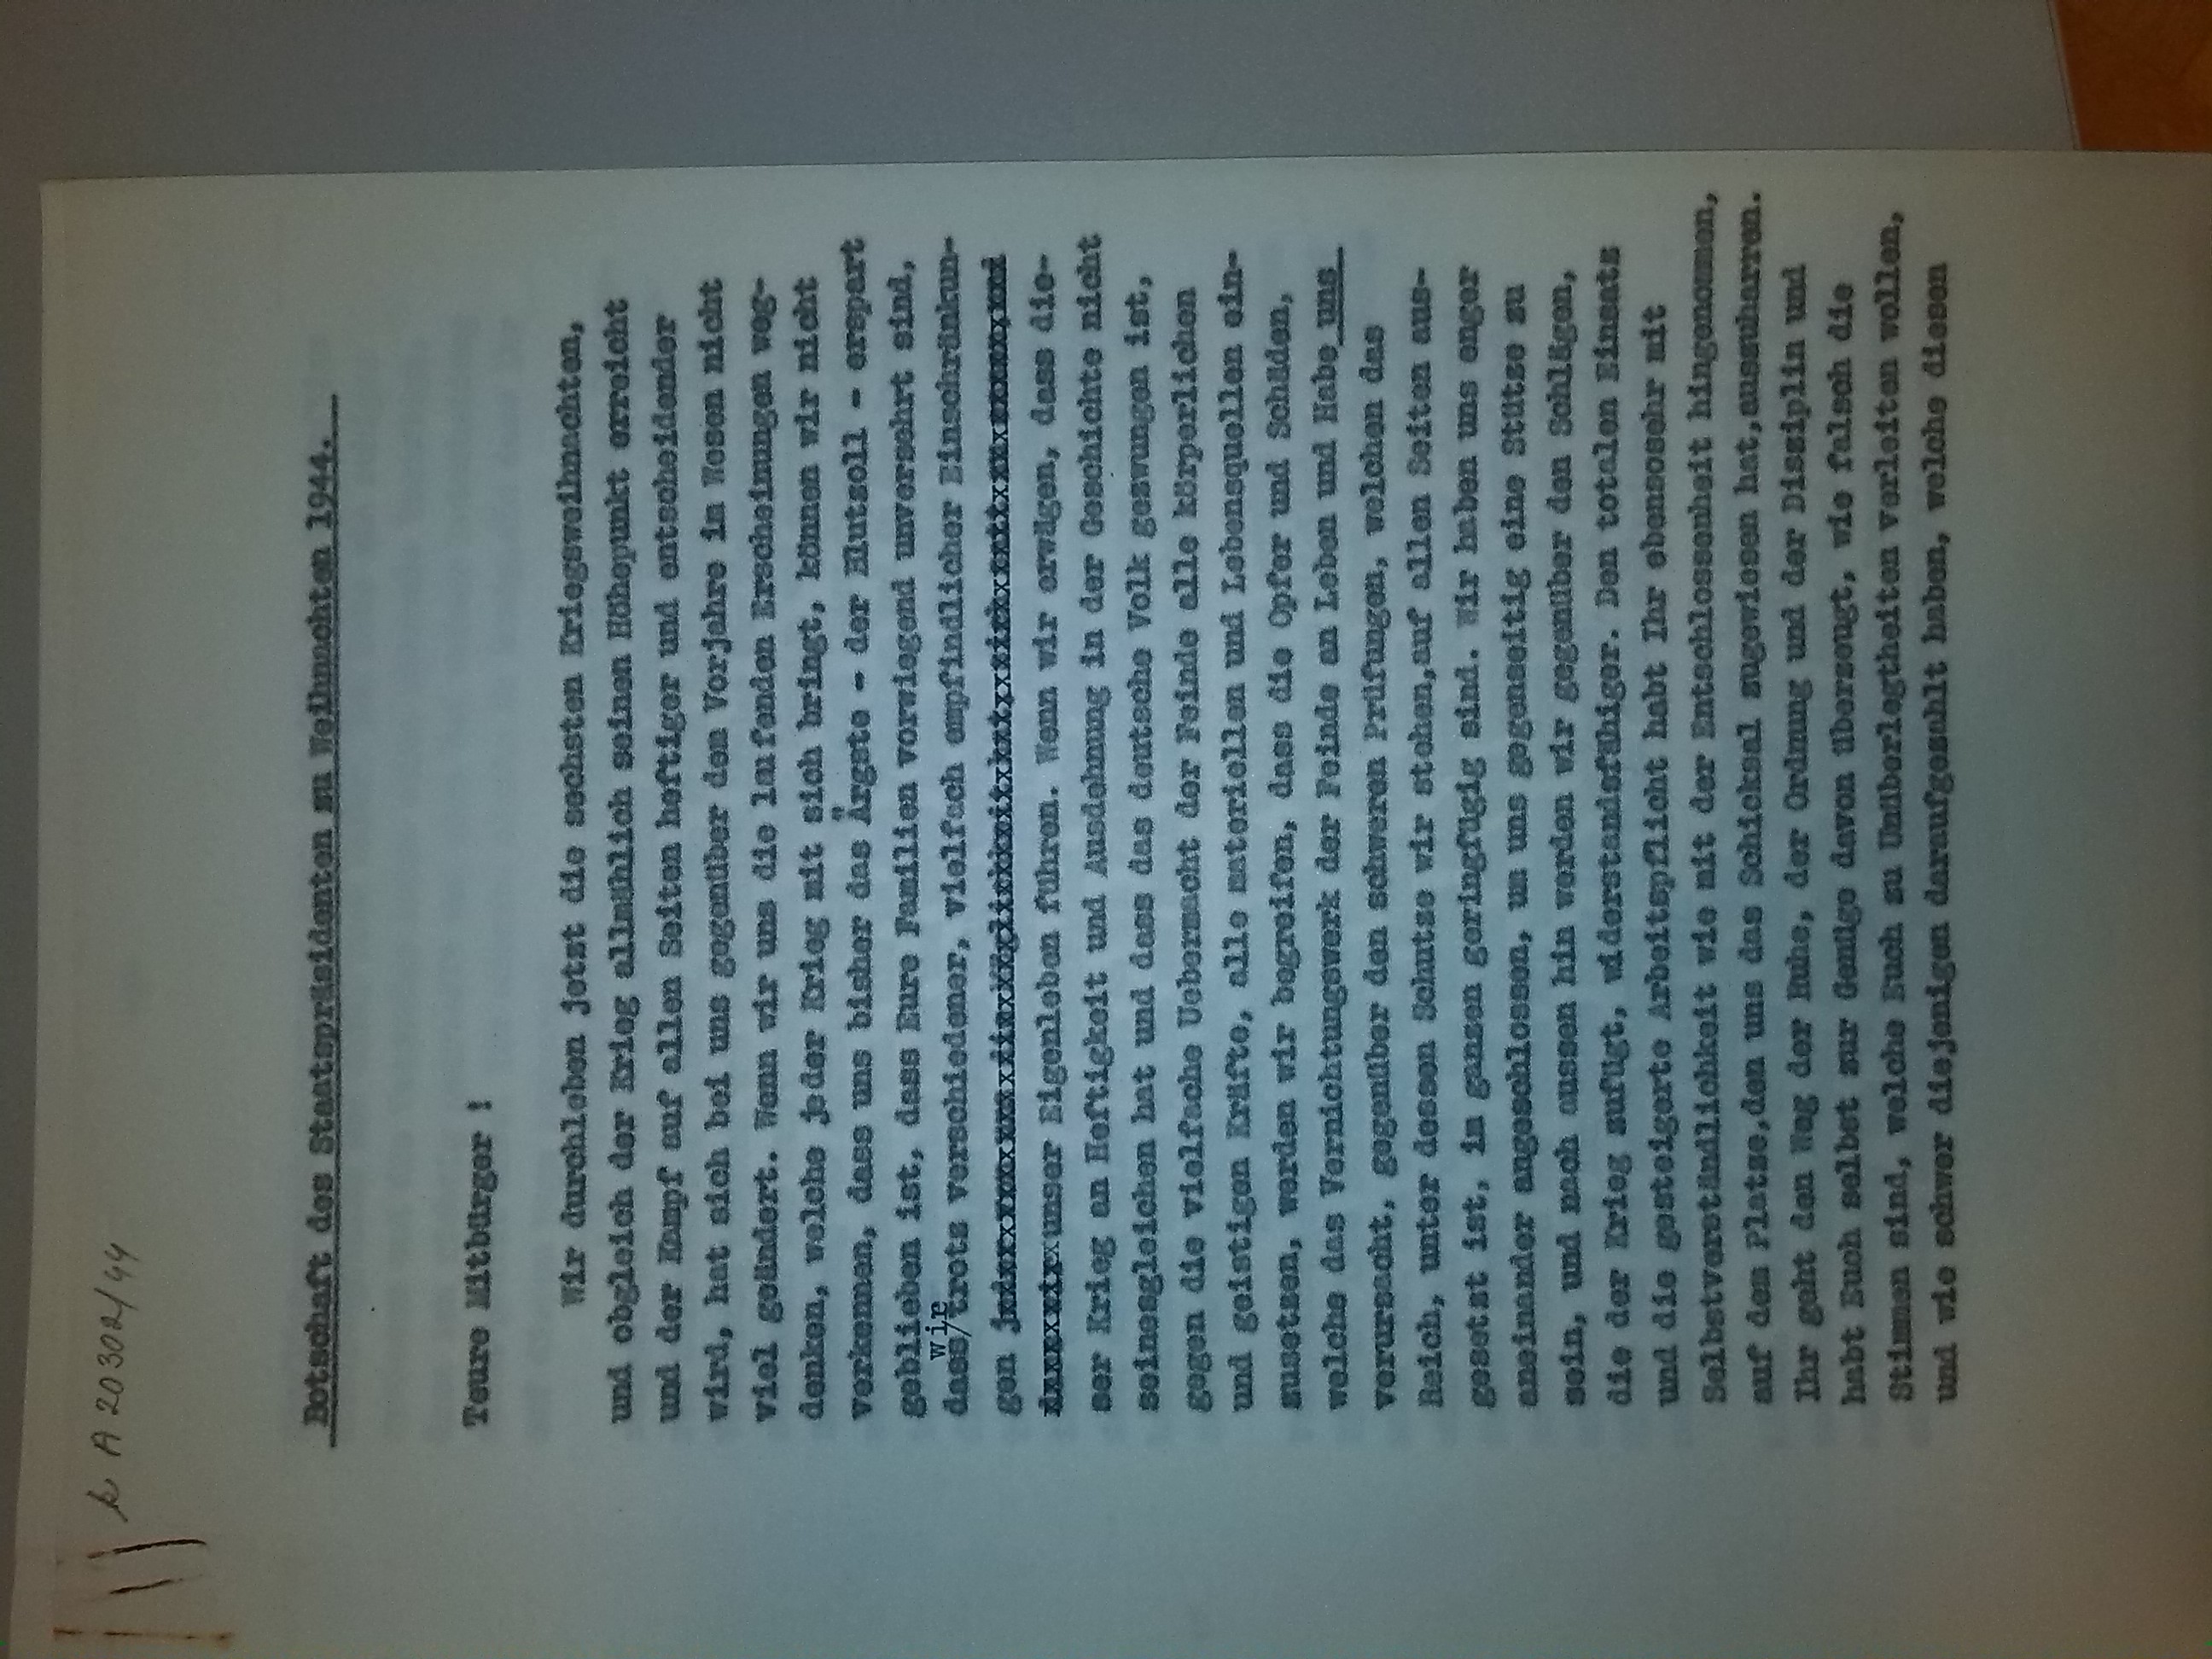 k A 20302/44
Botschaft des Staatspräsidenten zu Weihnachten 1944.
Teure Mitbürger !
Wir durchleben jetzt die sechsten Kriegsweihnachten,
und obgleich der Krieg allmählich seinen Höhepunkt erreicht
und der Kampf auf allen Seiten heftiger und entscheidender
wird, hat sich bei uns gegenüber dem Vorjahre im Wesen nicht
viel geändert. Wenn wir uns die laufenden Erscheinungen weg-
denken, welche jeder Krieg mit sich bringt, können wir nicht
verkennen, dass uns bisher das Ärgste - der Blutzoll - erspart
geblieben ist, dass Eure Familien vorwiegend unversehrt sind,
wir
dass/trotz verschiedener, vielfach empfindlicher Einschränkun-
gen
unser Eigenleben führen. Wenn wir erwägen, dass die-
ser Krieg an Heftigkeit und Ausdehnung in der Geschichte nicht
seinesgleichen hat und dass das deutsche Volk gezwungen ist,
gegen die vielfache Uebermacht der Feinde alle körperlichen
und geistigen Kräfte, alle materiellen und Lebensquellen ein-
zusetzen, werden wir begreifen, dass die Opfer und Schäden,
welche das Vernichtungswerk der Feinde an Leben und Habe uns
verursacht, gegenüber den schweren Prüfungen, welchen das
Reich, unter dessen Schutze wir stehen,auf allen Seiten aus-
gesetzt ist, im ganzen geringfügig sind. Wir haben uns enger
aneinander angeschlossen, um uns gegenseitig eine Stütze zu
sein, und nach aussen hin werden wir gegenüber den Schlägen,
die der Krieg zufügt, widerstandsfähiger. Den totalen Einsatz
und die gesteigerte Arbeitspflicht habt Ihr ebensosehr mit
Selbstverständlichkeit wie mit der Entschlossenheit hingenommen,
auf dem Platze,den uns das Schicksal zugewiesen hat,auszuharren.
Ihr geht den Weg der Ruhe, der Ordnung und der Disziplin und
habt Euch selbst zur Genüge davon überzeugt, wie falsch die
Stimmen sind, welche Euch zu Unüberlegtheiten verleiten wollen,
und wie schwer diejenigen daraufgezahlt haben, welche diesen